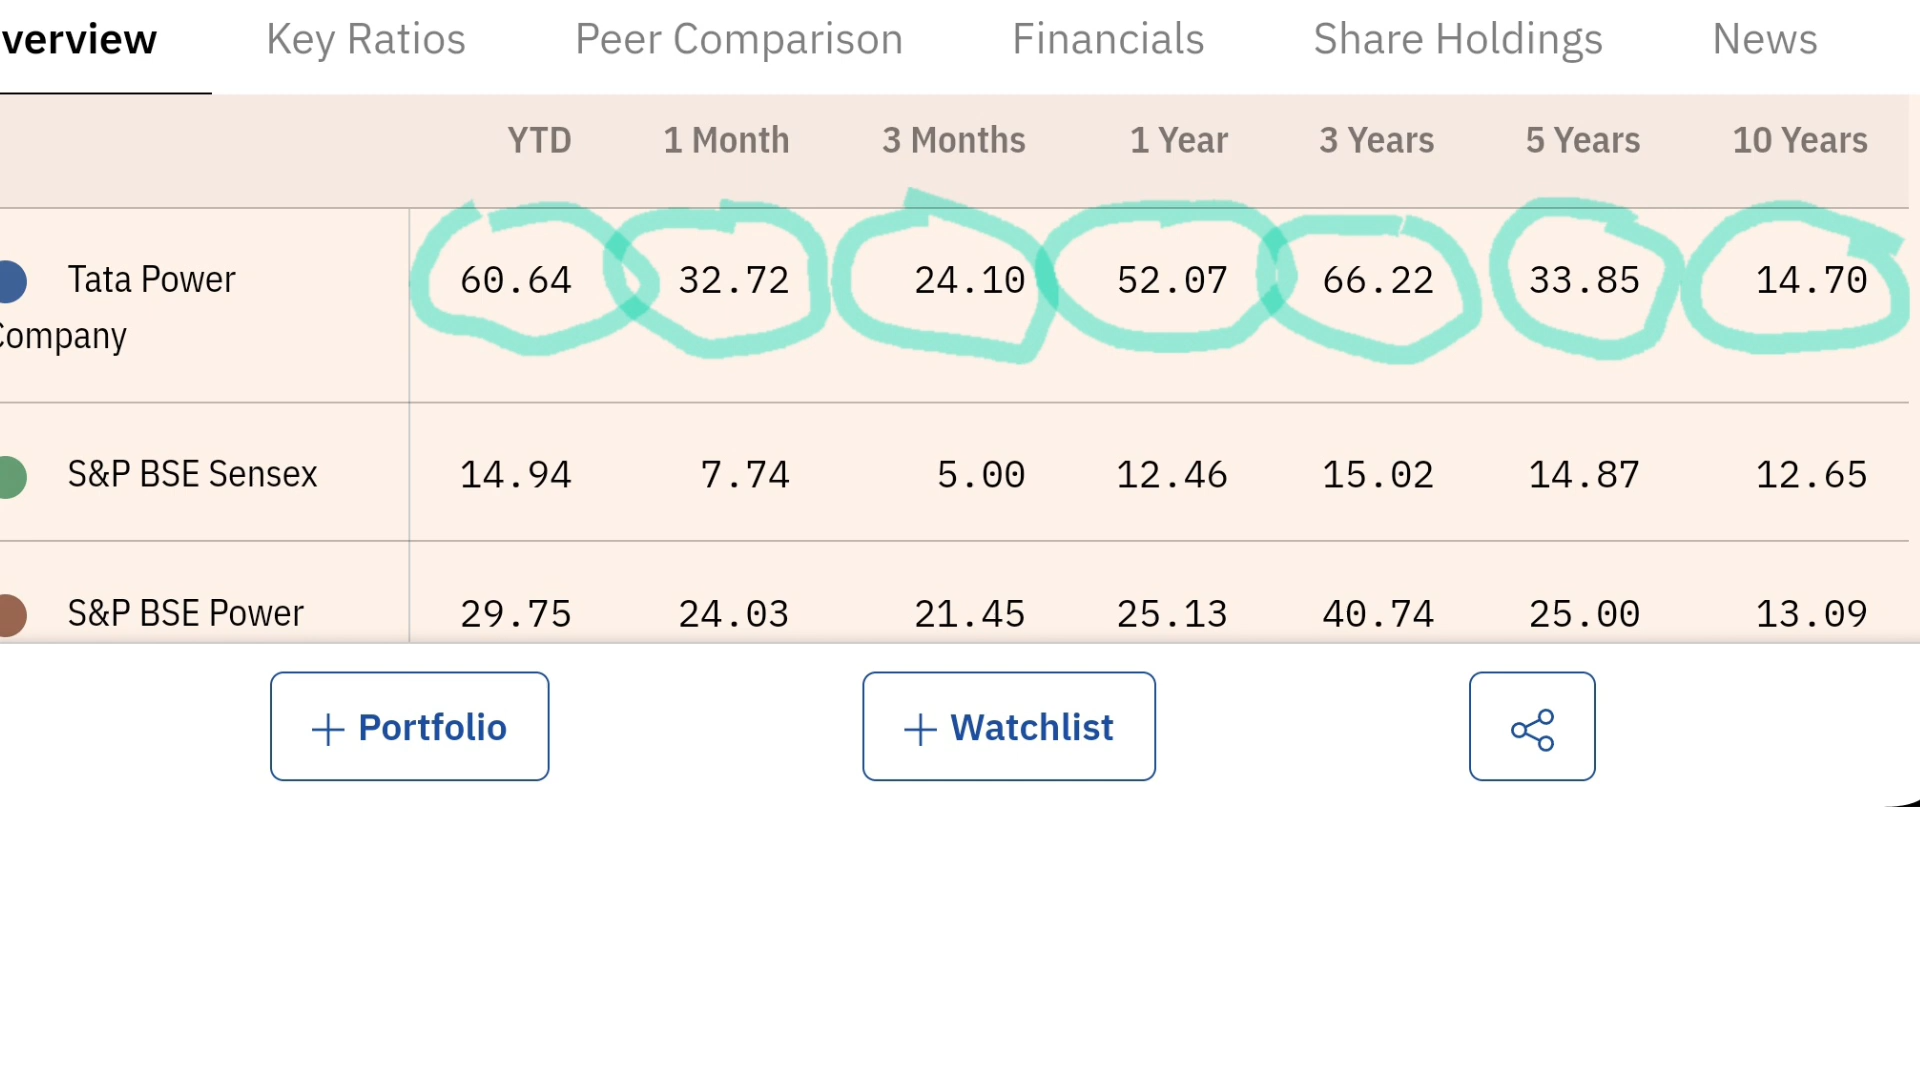 verview Key Ratios Peer Comparison Financials Share Holdings News
YTD 1 Month 3 Months 1 Year 3 Years 5 Years 10 Years
Tata Power 60.64 32.72 24.10 52.07 66.22 33.85 14.70
Company
S&P BSE Sensex 14.94 7.74 5.00 12.46 15.02 14.87 12.65
S&P BSE Power 29.75 24.03 21.45 25.13 40.74 25.00 13.09
+ Portfolio + Watchlist